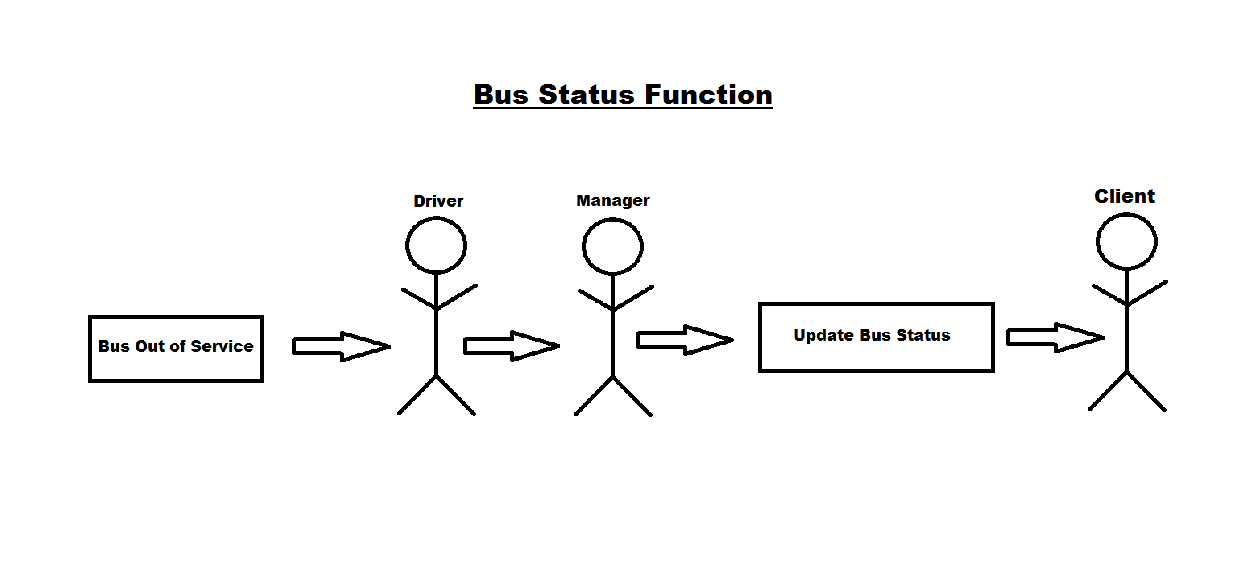 Bus Status Function
Driver
Manager
Client
Bus Out of Service
Update Bus Status